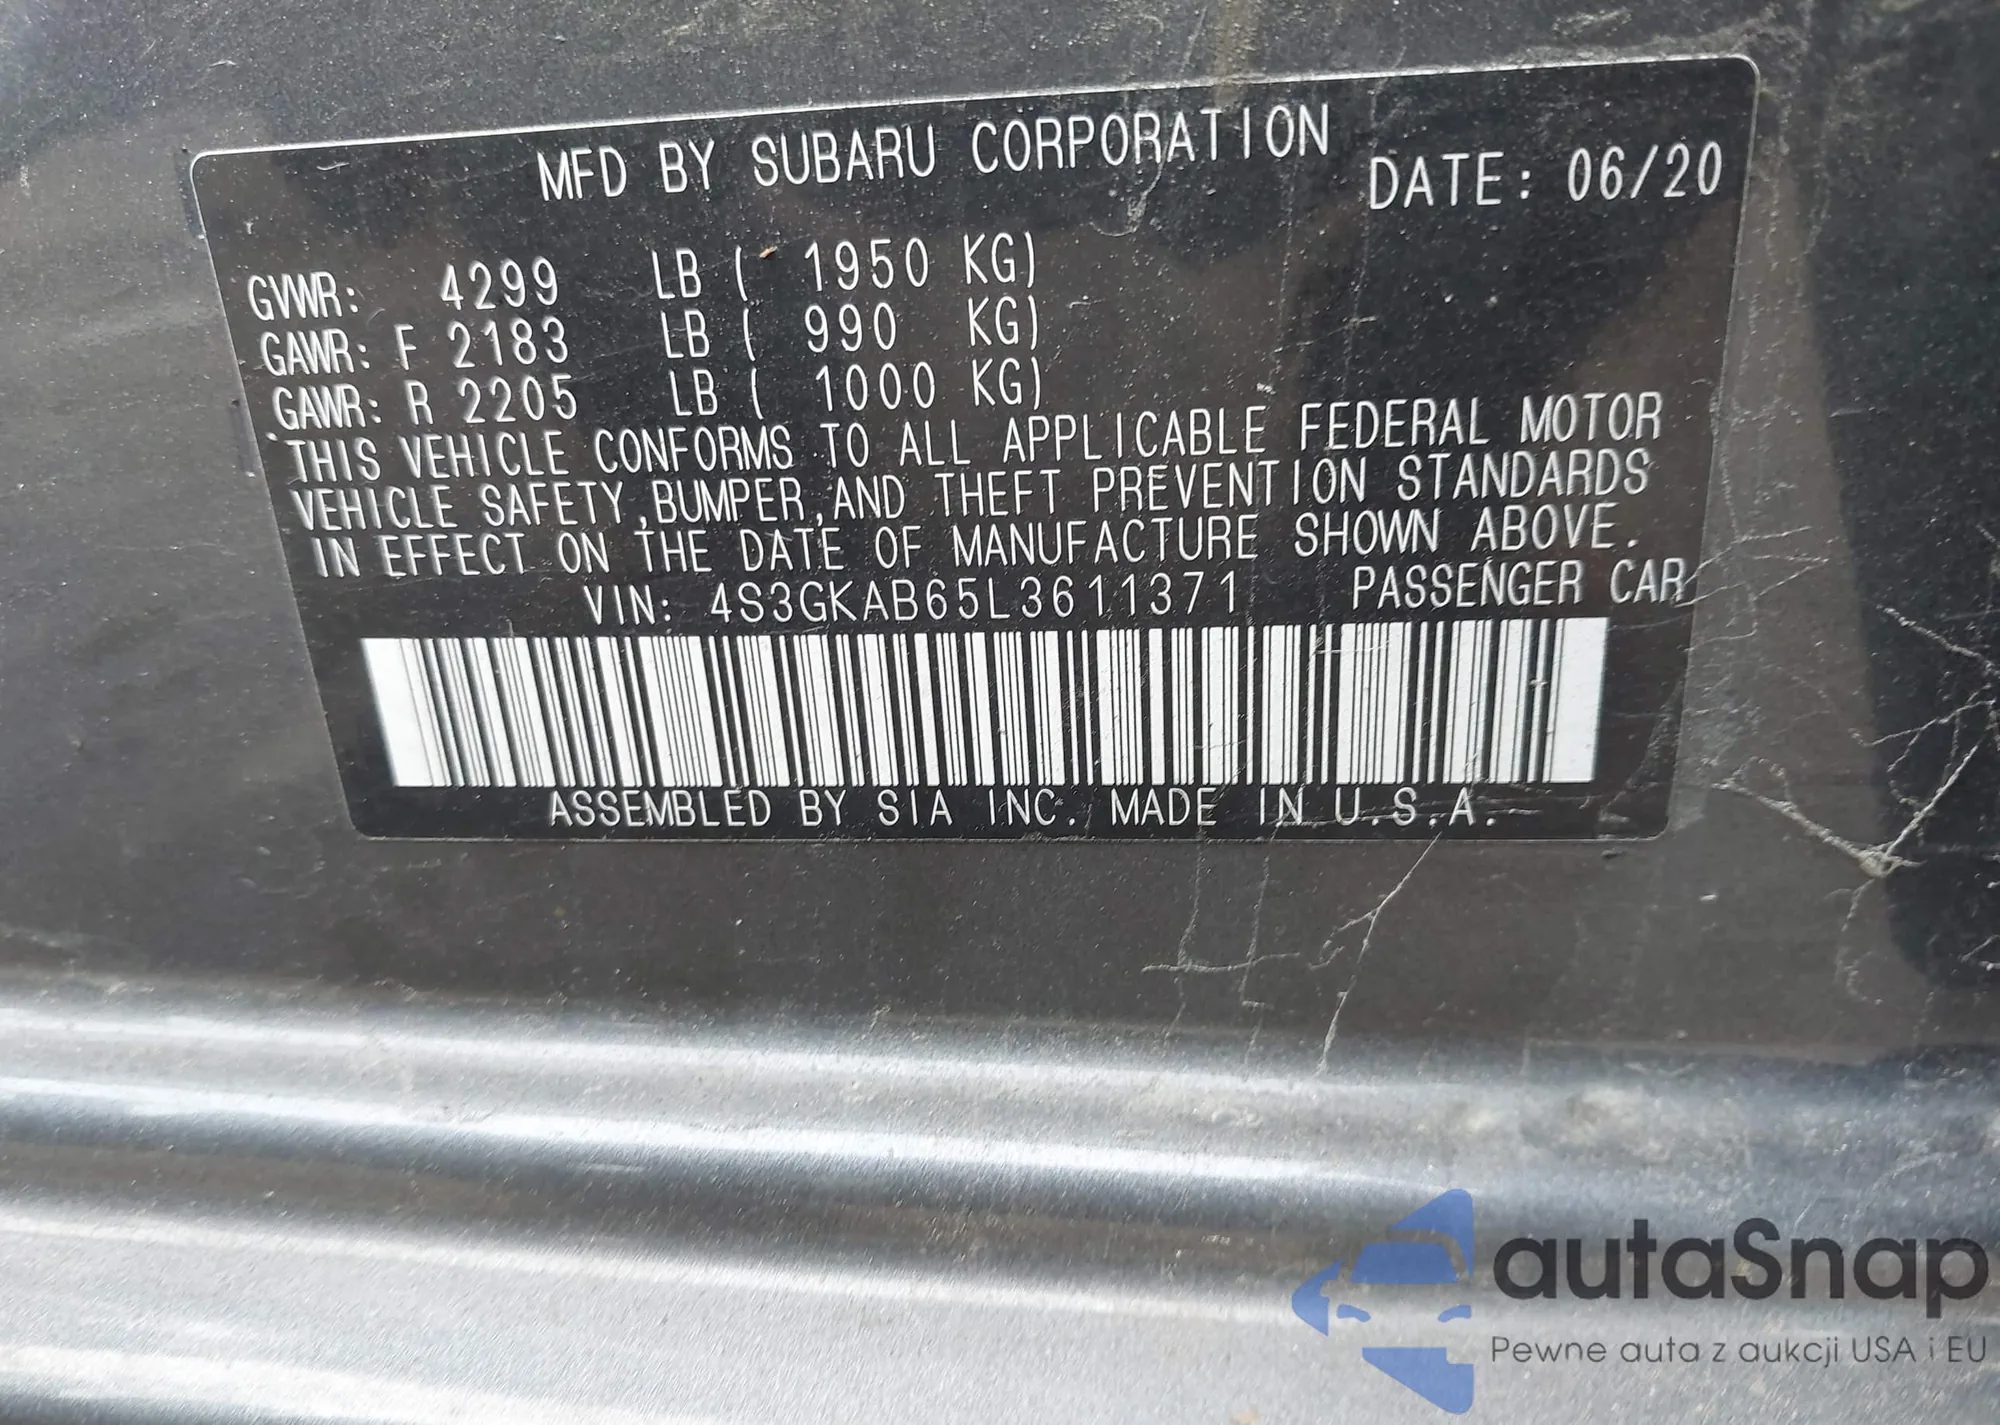 MFD BY SUBARU CORPORATION DATE: 06/20
GVWR: 4299 LB ( 1950 KG)
GAWR: F 2183 LB ( 990 KG)
GAWR: R 2205 LB ( 1000 KG)
THIS VEHICLE CONFORMS TO ALL APPLICABLE FEDERAL MOTOR
VEHICLE SAFETY,BUMPER,AND THEFT PREVENTION STANDARDS
IN EFFECT ON THE DATE OF MANUFACTURE SHOWN ABOVE.
VIN: 4S3GKAB65L3611371 PASSENGER CAR
ASSEMBLED BY SIA INC. MADE IN U.S.A.
autaSnap
Pewne auta z aukcji USA i EU